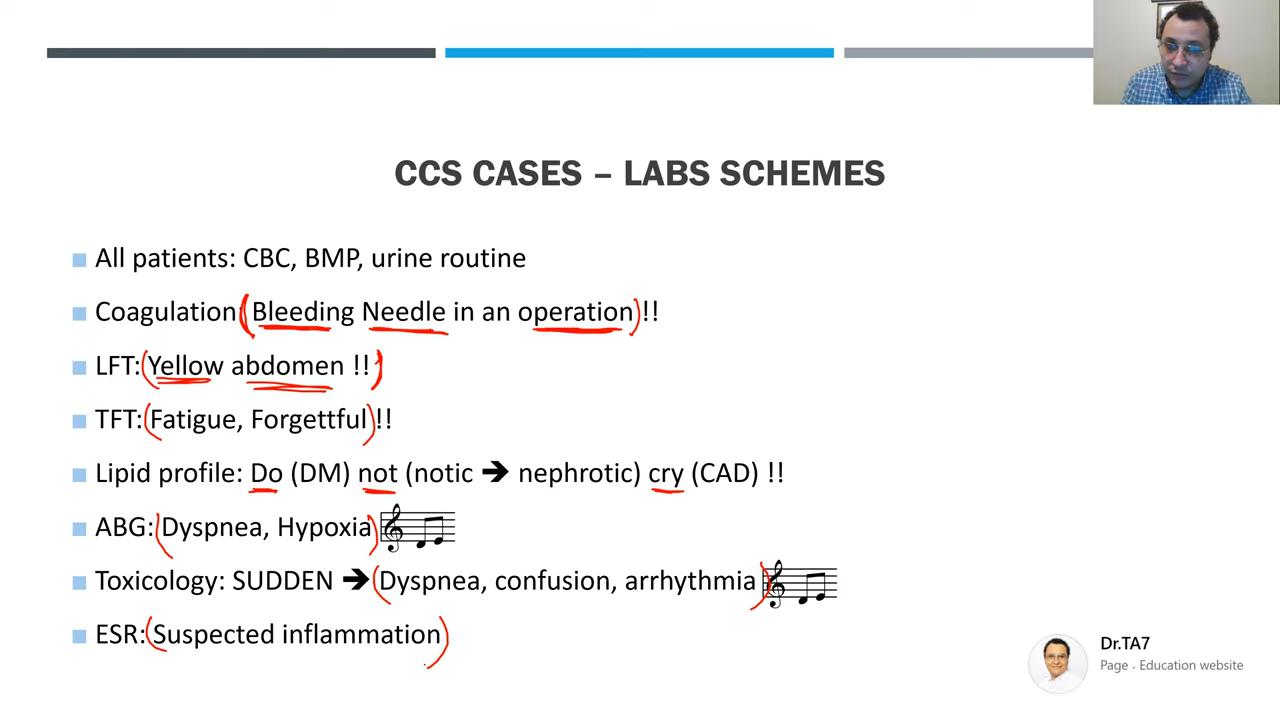 CCS CASES – LABS SCHEMES
All patients: CBC, BMP, urine routine
Coagulation: (Bleeding Needle in an operation) !!
LFT: (Yellow abdomen !!)
TFT: (Fatigue, Forgettful) !!
Lipid profile: Do (DM) not (notic ➔ nephrotic) cry (CAD) !!
ABG: (Dyspnea, Hypoxia)
Toxicology: SUDDEN ➔ (Dyspnea, confusion, arrhythmia)
ESR: (Suspected inflammation)
Dr.TA7
Page · Education website